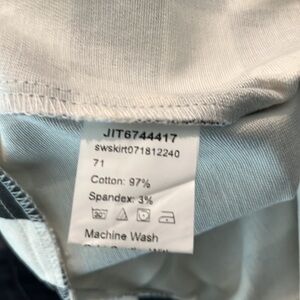 JIT6744417
swskirt071812240
71
Cotton: 97%
Spandex: 3%
Machine Wash